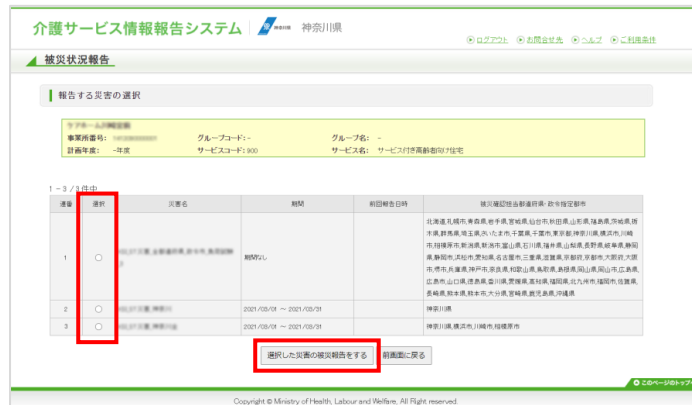 介護サービス情報報告システム 神奈川県
ログアウト お問合せ先 ヘルプ ご利用条件
被災状況報告
報告する災害の選択
事業所番号: グループコード: - グループ名: -
計画年度: -年度 サービスコード: 900 サービス名: サービス付き高齢者向け住宅
1 - 3 / 3 件中
連番 選択 災害名 期間 前回報告日時 被災確認担当都道府県・政令指定都市
北海道,札幌市,青森県,岩手県,宮城県,仙台市,秋田県,山形県,福島県,茨城県,栃
木県,群馬県,埼玉県,さいたま市,千葉県,千葉市,東京都,神奈川県,横浜市,川崎
市,相模原市,新潟県,新潟市,富山県,石川県,福井県,山梨県,長野県,岐阜県,静岡
1 期間なし 県,静岡市,浜松市,愛知県,名古屋市,三重県,滋賀県,京都府,京都市,大阪府,大阪
市,堺市,兵庫県,神戸市,奈良県,和歌山県,鳥取県,島根県,岡山県,岡山市,広島県,
広島市,山口県,徳島県,香川県,愛媛県,高知県,福岡県,北九州市,福岡市,佐賀県,
長崎県,熊本県,熊本市,大分県,宮崎県,鹿児島県,沖縄県
2 2021/03/01 ～ 2021/03/31 神奈川県
3 2021/03/01 ～ 2021/03/31 神奈川県,横浜市,川崎市,相模原市
選択した災害の被災報告をする 前画面に戻る
このページのトップへ
Copyright © Ministry of Health, Labour and Welfare, All Right reserved.